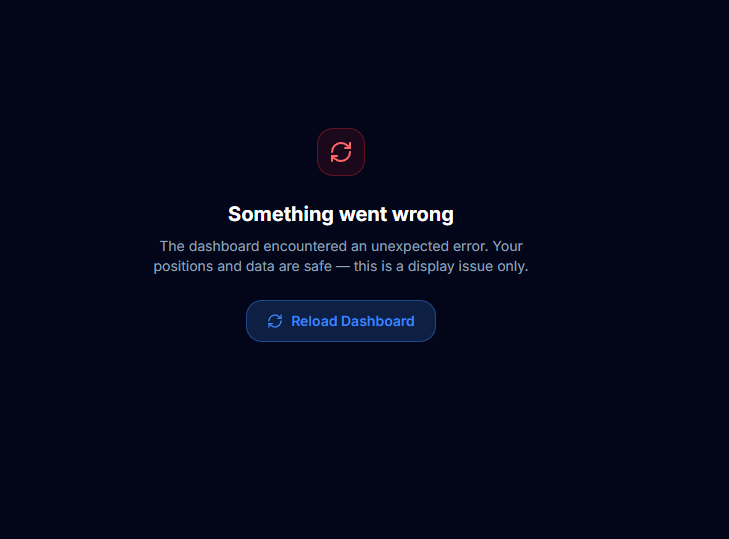 Something went wrong
The dashboard encountered an unexpected error. Your
positions and data are safe — this is a display issue only.
Reload Dashboard